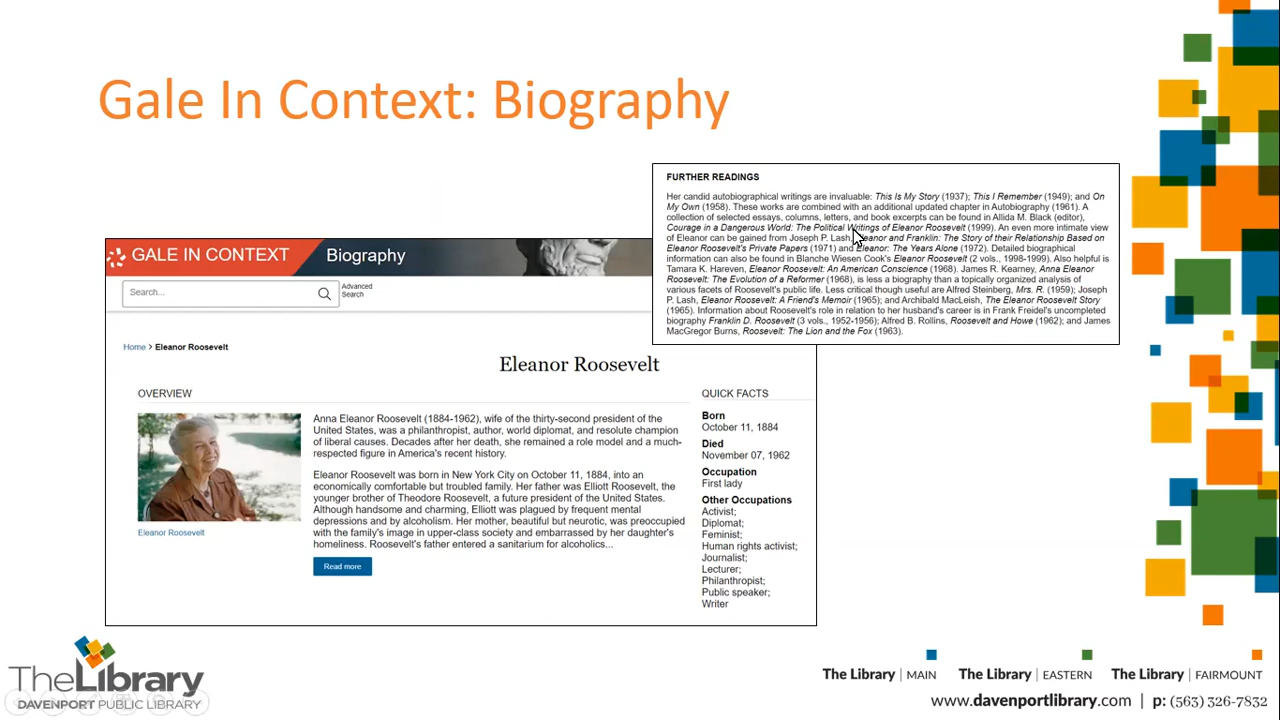 Gale In Context: Biography
FURTHER READINGS
Her candid autobiographical writings are invaluable: This Is My Story (1937); This I Remember (1949); and On
My Own (1958). These works are combined with an additional updated chapter in Autobiography (1961). A
collection of selected essays, columns, letters, and book excerpts can be found in Allida M. Black (editor),
Courage in a Dangerous World: The Political Writings of Eleanor Roosevelt (1999). An even more intimate view
of Eleanor can be gained from Joseph P. Lash, Eleanor and Franklin: The Story of their Relationship Based on
Eleanor Roosevelt's Private Papers (1971) and Eleanor: The Years Alone (1972). Detailed biographical
information can also be found in Blanche Wiesen Cook's Eleanor Roosevelt (2 vols., 1998-1999). Also helpful is
Tamara K. Hareven, Eleanor Roosevelt: An American Conscience (1968). James R. Kearney, Anna Eleanor
Roosevelt: The Evolution of a Reformer (1968), is less a biography than a topically organized analysis of
various facets of Roosevelt's public life. Less critical though useful are Alfred Steinberg, Mrs. R. (1959); Joseph
P. Lash, Eleanor Roosevelt: A Friend's Memoir (1965); and Archibald MacLeish, The Eleanor Roosevelt Story
(1965). Information about Roosevelt's role in relation to her husband's career is in Frank Freidel's uncompleted
biography Franklin D. Roosevelt (3 vols., 1952-1956); Alfred B. Rollins, Roosevelt and Howe (1962); and James
MacGregor Burns, Roosevelt: The Lion and the Fox (1963).
GALE IN CONTEXT Biography
Search...
Advanced
Search
Home > Eleanor Roosevelt
Eleanor Roosevelt
OVERVIEW
Anna Eleanor Roosevelt (1884-1962), wife of the thirty-second president of the
United States, was a philanthropist, author, world diplomat, and resolute champion
of liberal causes. Decades after her death, she remained a role model and a much-
respected figure in America's recent history.
Eleanor Roosevelt was born in New York City on October 11, 1884, into an
economically comfortable but troubled family. Her father was Elliott Roosevelt, the
younger brother of Theodore Roosevelt, a future president of the United States.
Although handsome and charming, Elliott was plagued by frequent mental
depressions and by alcoholism. Her mother, beautiful but neurotic, was preoccupied
with the family's image in upper-class society and embarrassed by her daughter's
homeliness. Roosevelt's father entered a sanitarium for alcoholics...
Eleanor Roosevelt
Read more
QUICK FACTS
Born
October 11, 1884
Died
November 07, 1962
Occupation
First lady
Other Occupations
Activist;
Diplomat;
Feminist;
Human rights activist;
Journalist;
Lecturer;
Philanthropist;
Public speaker;
Writer
TheLibrary
DAVENPORT PUBLIC LIBRARY
The Library | MAIN
The Library | EASTERN
The Library | FAIRMOUNT
www.davenportlibrary.com | p: (563) 326-7832